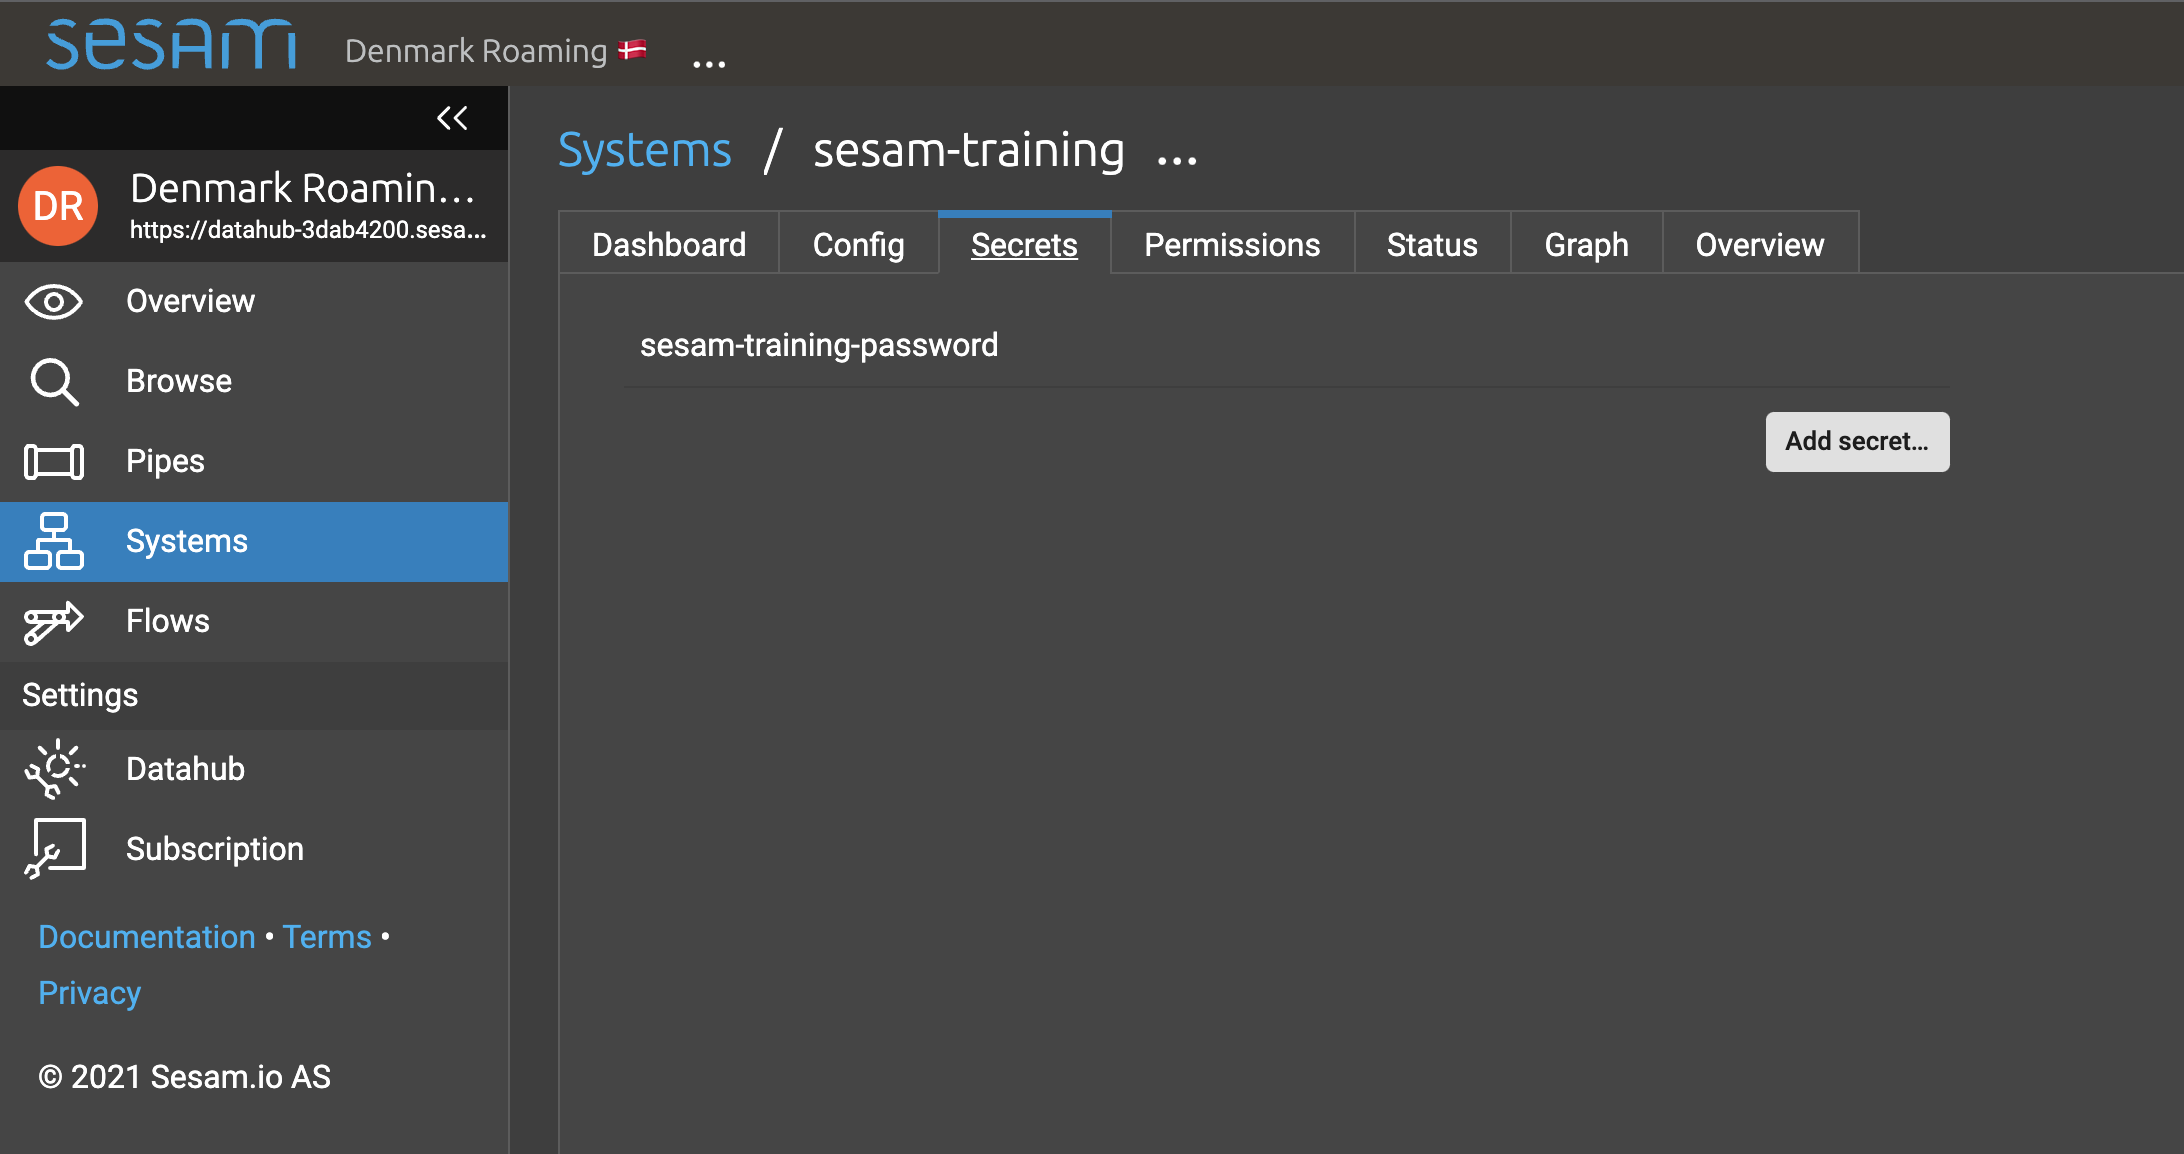 sesam
Denmark Roaming 🇩🇰 ...
DR
Denmark Roamin...
https://datahub-3dab4200.sesa...
Overview
Browse
Pipes
Systems
Flows
Settings
Datahub
Subscription
Documentation • Terms •
Privacy
© 2021 Sesam.io AS
Systems / sesam-training ...
Dashboard Config Secrets Permissions Status Graph Overview
sesam-training-password
Add secret...